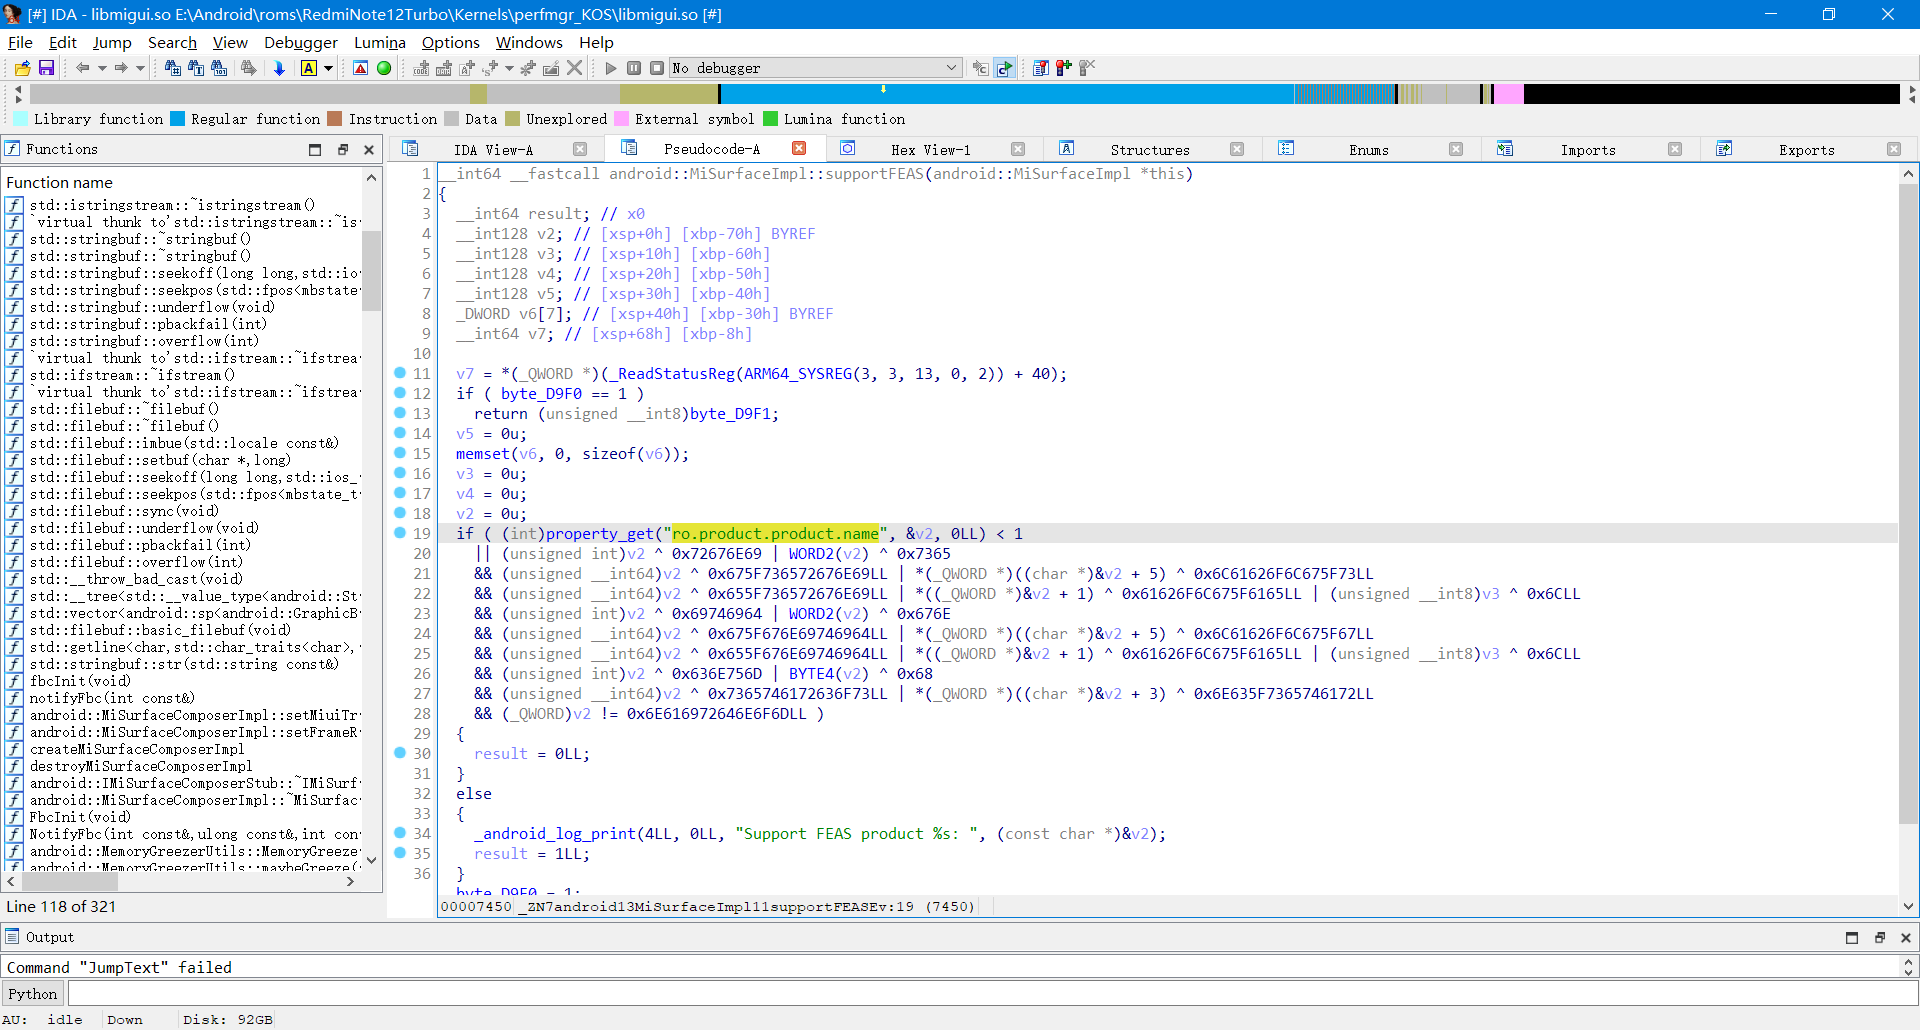 [#] IDA - libmigui.so E:\Android\roms\RedmiNote12Turbo\Kernels\perfmgr_KOS\libmigui.so [#]
File Edit Jump Search View Debugger Lumina Options Windows Help
No debugger
Library function Regular function Instruction Data Unexplored External symbol Lumina function
Functions
IDA View-A Pseudocode-A Hex View-1 Structures Enums Imports Exports
Function name
std::istringstream::~istringstream()
`virtual thunk to'std::istringstream::~is
std::stringbuf::~stringbuf()
std::stringbuf::~stringbuf()
std::stringbuf::seekoff(long long,std::io
std::stringbuf::seekpos(std::fpos<mbstate
std::stringbuf::underflow(void)
std::stringbuf::pbackfail(int)
std::stringbuf::overflow(int)
`virtual thunk to'std::ifstream::~ifstrea
std::ifstream::~ifstream()
`virtual thunk to'std::ifstream::~ifstrea
std::filebuf::~filebuf()
std::filebuf::~filebuf()
std::filebuf::imbue(std::locale const&)
std::filebuf::setbuf(char *,long)
std::filebuf::seekoff(long long,std::ios_
std::filebuf::seekpos(std::fpos<mbstate_t
std::filebuf::sync(void)
std::filebuf::underflow(void)
std::filebuf::pbackfail(int)
std::filebuf::overflow(int)
std::__throw_bad_cast(void)
std::__tree<std::__value_type<android::St
std::vector<android::sp<android::GraphicB
std::filebuf::basic_filebuf(void)
std::getline<char,std::char_traits<char>,
std::stringbuf::str(std::string const&)
fbcInit(void)
notifyFbc(int const&)
android::MiSurfaceComposerImpl::setMiuiTr
android::MiSurfaceComposerImpl::setFrameR
createMiSurfaceComposerImpl
destroyMiSurfaceComposerImpl
android::IMiSurfaceComposerStub::~IMiSurf
android::MiSurfaceComposerImpl::~MiSurfac
FbcInit(void)
NotifyFbc(int const&,ulong const&,int con
android::MemoryGreezerUtils::MemoryGreeze
android::MemoryGreezerUtils::maybeGreeze(
Line 118 of 321
1 __int64 __fastcall android::MiSurfaceImpl::supportFEAS(android::MiSurfaceImpl *this)
2 {
3 __int64 result; // x0
4 __int128 v2; // [xsp+0h] [xbp-70h] BYREF
5 __int128 v3; // [xsp+10h] [xbp-60h]
6 __int128 v4; // [xsp+20h] [xbp-50h]
7 __int128 v5; // [xsp+30h] [xbp-40h]
8 _DWORD v6[7]; // [xsp+40h] [xbp-30h] BYREF
9 __int64 v7; // [xsp+68h] [xbp-8h]
10
11 v7 = *(_QWORD *)(_ReadStatusReg(ARM64_SYSREG(3, 3, 13, 0, 2)) + 40);
12 if ( byte_D9F0 == 1 )
13 return (unsigned __int8)byte_D9F1;
14 v5 = 0u;
15 memset(v6, 0, sizeof(v6));
16 v3 = 0u;
17 v4 = 0u;
18 v2 = 0u;
19 if ( (int)property_get("ro.product.product.name", &v2, 0LL) < 1
20 || (unsigned int)v2 ^ 0x72676E69 | WORD2(v2) ^ 0x7365
21 && (unsigned __int64)v2 ^ 0x675F736572676E69LL | *(_QWORD *)((char *)&v2 + 5) ^ 0x6C61626F6C675F73LL
22 && (unsigned __int64)v2 ^ 0x655F736572676E69LL | *((_QWORD *)&v2 + 1) ^ 0x61626F6C675F6165LL | (unsigned __int8)v3 ^ 0x6CLL
23 && (unsigned int)v2 ^ 0x69746964 | WORD2(v2) ^ 0x676E
24 && (unsigned __int64)v2 ^ 0x675F676E69746964LL | *(_QWORD *)((char *)&v2 + 5) ^ 0x6C61626F6C675F67LL
25 && (unsigned __int64)v2 ^ 0x655F676E69746964LL | *((_QWORD *)&v2 + 1) ^ 0x61626F6C675F6165LL | (unsigned __int8)v3 ^ 0x6CLL
26 && (unsigned int)v2 ^ 0x636E756D | BYTE4(v2) ^ 0x68
27 && (unsigned __int64)v2 ^ 0x7365746172636F73LL | *(_QWORD *)((char *)&v2 + 3) ^ 0x6E635F7365746172LL
28 && (_QWORD)v2 != 0x6E616972646E6F6DLL )
29 {
30 result = 0LL;
31 }
32 else
33 {
34 _android_log_print(4LL, 0LL, "Support FEAS product %s: ", (const char *)&v2);
35 result = 1LL;
36 }
byte_D9F0 = 1;
00007450 _ZN7android13MiSurfaceImpl11supportFEASEv:19 (7450)
Output
Command "JumpText" failed
Python
AU: idle Down Disk: 92GB